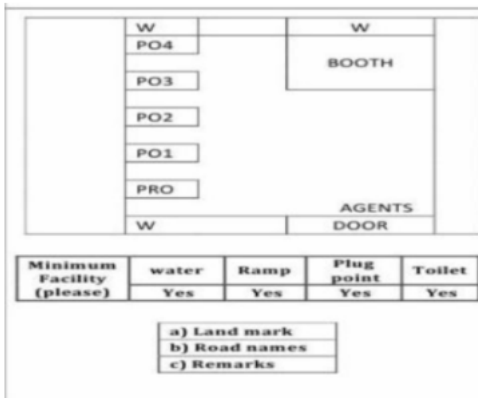 W W
PO4
BOOTH
PO3
PO2
PO1
PRO
AGENTS
W DOOR
Minimum Facility (please) water Ramp Plug point Toilet
Yes Yes Yes Yes
a) Land mark
b) Road names
c) Remarks